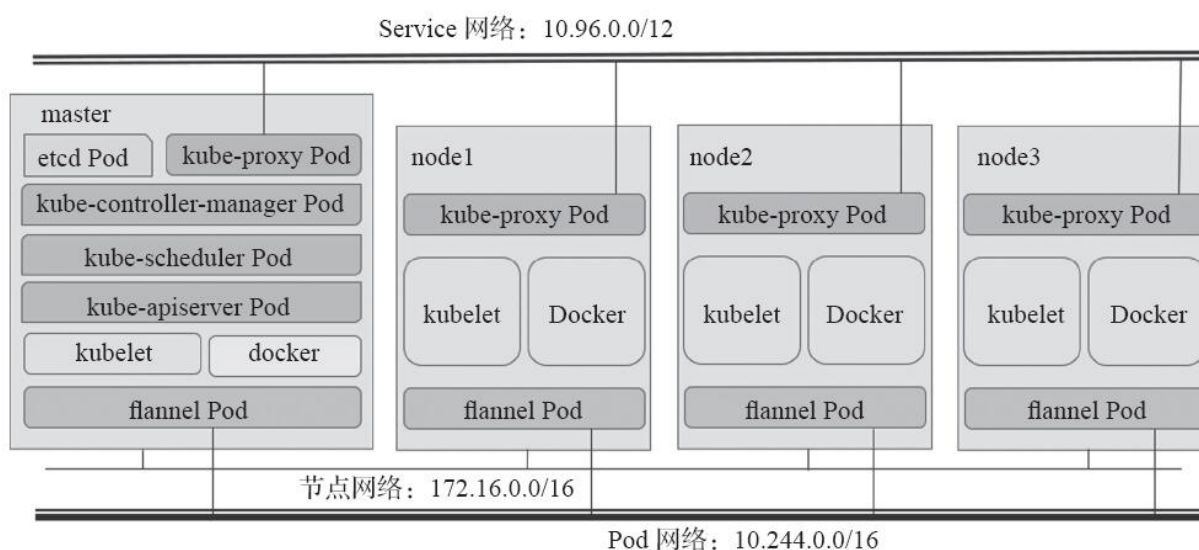 Service 网络：10.96.0.0/12
master
etcd Pod
kube-proxy Pod
kube-controller-manager Pod
kube-scheduler Pod
kube-apiserver Pod
kubelet
docker
flannel Pod
node1
kube-proxy Pod
kubelet
Docker
flannel Pod
node2
kube-proxy Pod
kubelet
Docker
flannel Pod
node3
kube-proxy Pod
kubelet
Docker
flannel Pod
节点网络：172.16.0.0/16
Pod 网络：10.244.0.0/16